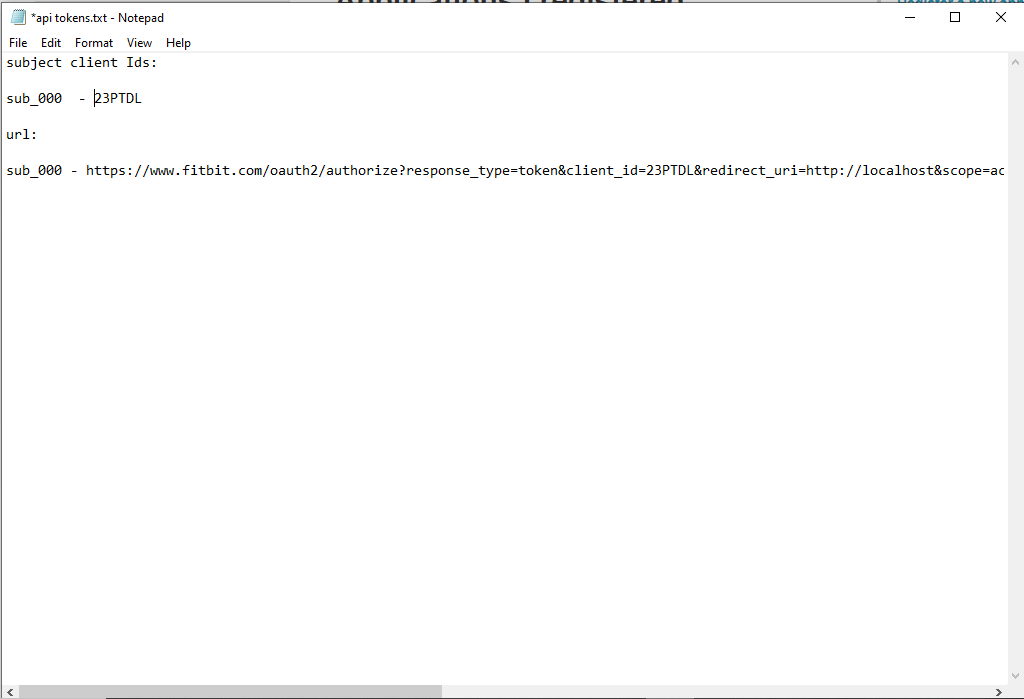 *api tokens.txt - Notepad
File Edit Format View Help
subject client Ids:
sub_000  - 23PTDL
url:
sub_000 - https://www.fitbit.com/oauth2/authorize?response_type=token&client_id=23PTDL&redirect_uri=http://localhost&scope=ac